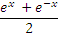 e^x + e^{-x}
2